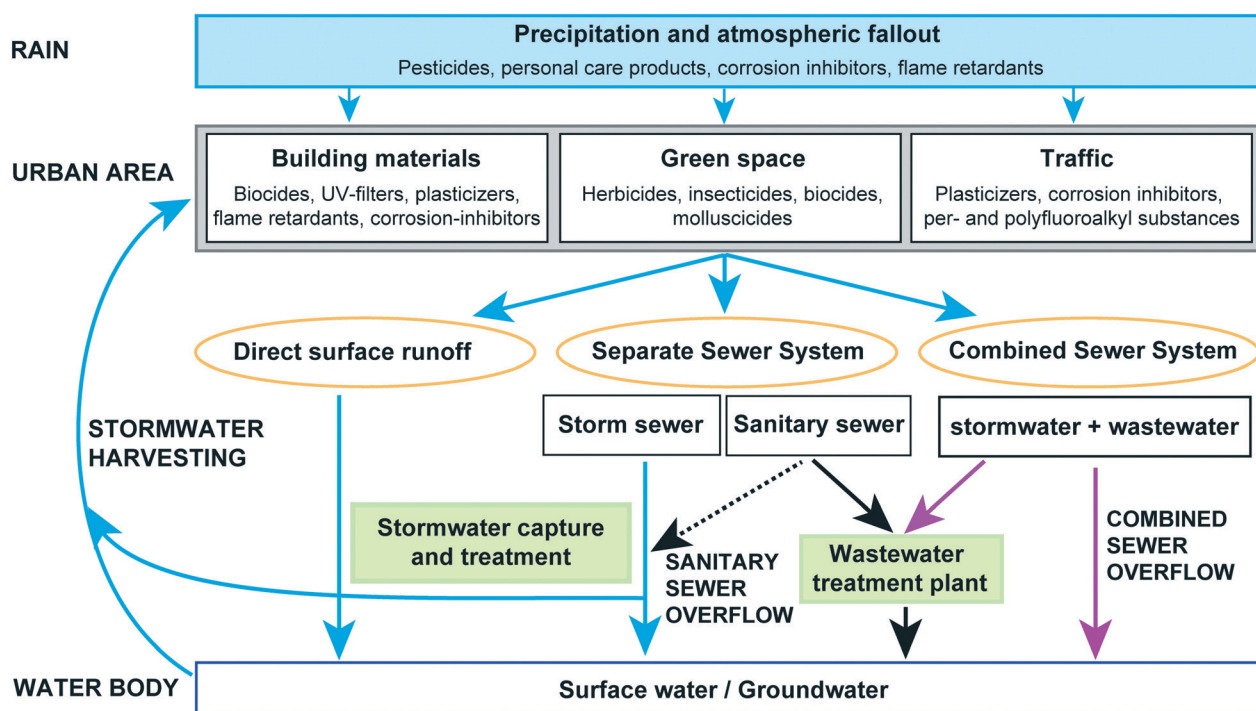 RAIN
Precipitation and atmospheric fallout
Pesticides, personal care products, corrosion inhibitors, flame retardants
URBAN AREA
Building materials
Biocides, UV-filters, plasticizers,
flame retardants, corrosion-inhibitors
Green space
Herbicides, insecticides, biocides,
molluscicides
Traffic
Plasticizers, corrosion inhibitors,
per- and polyfluoroalkyl substances
Direct surface runoff
Separate Sewer System
Combined Sewer System
Storm sewer
Sanitary sewer
stormwater + wastewater
STORMWATER
HARVESTING
Stormwater capture
and treatment
SANITARY
SEWER
OVERFLOW
Wastewater
treatment plant
COMBINED
SEWER
OVERFLOW
WATER BODY
Surface water / Groundwater